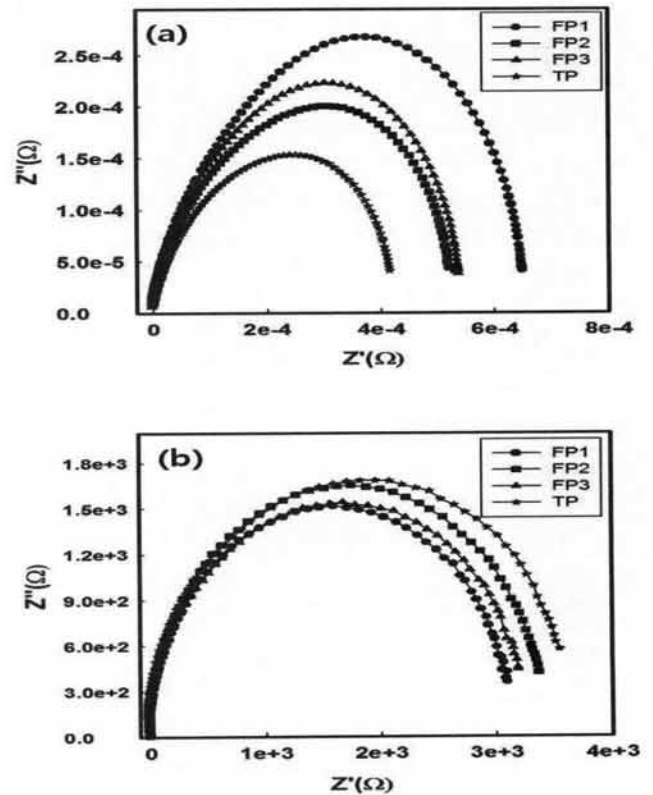 (a)
FP1
FP2
FP3
TP
2.5e-4
2.0e-4
1.5e-4
1.0e-4
5.0e-5
0.0
Z''(Ω)
0 2e-4 4e-4 6e-4 8e-4
Z'(Ω)
(b)
FP1
FP2
FP3
TP
1.8e+3
1.5e+3
1.2e+3
9.0e+2
6.0e+2
3.0e+2
0.0
Z''(Ω)
0 1e+3 2e+3 3e+3 4e+3
Z'(Ω)